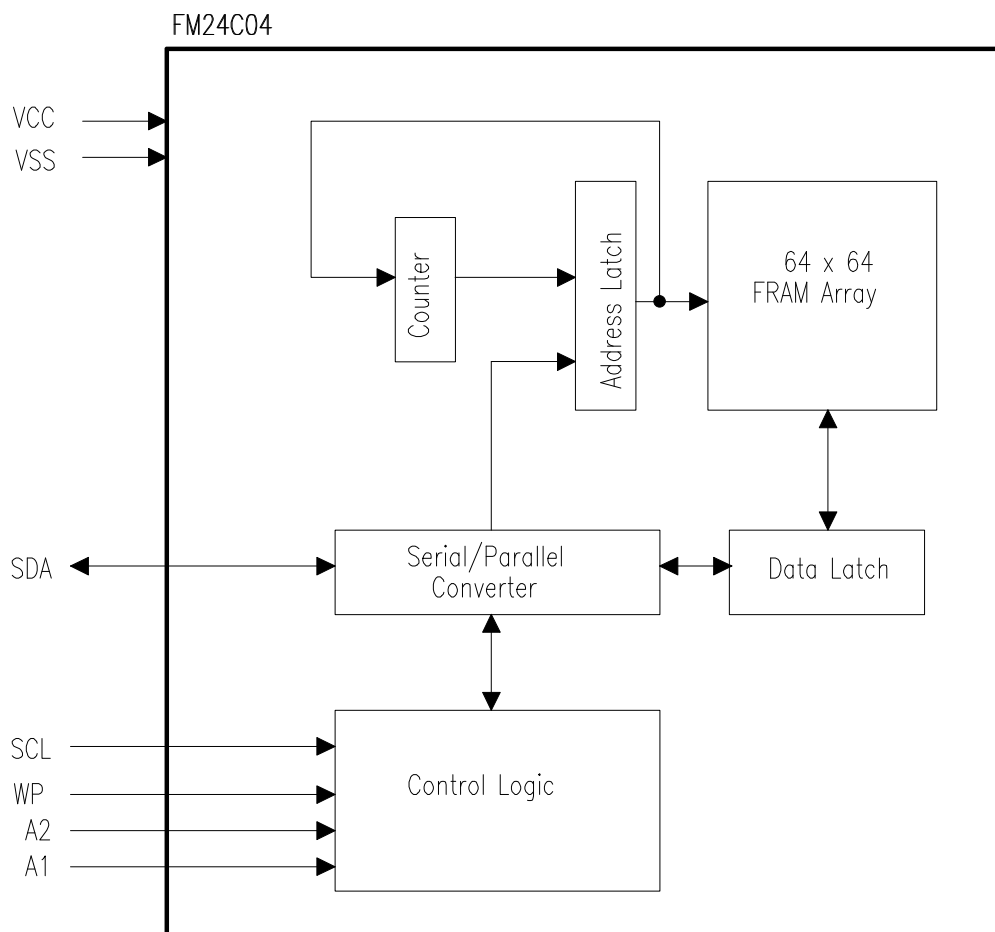 FM24C04
VCC
VSS
Counter
Address Latch
64 x 64
FRAM Array
SDA
Serial/Parallel
Converter
Data Latch
SCL
WP
A2
A1
Control Logic